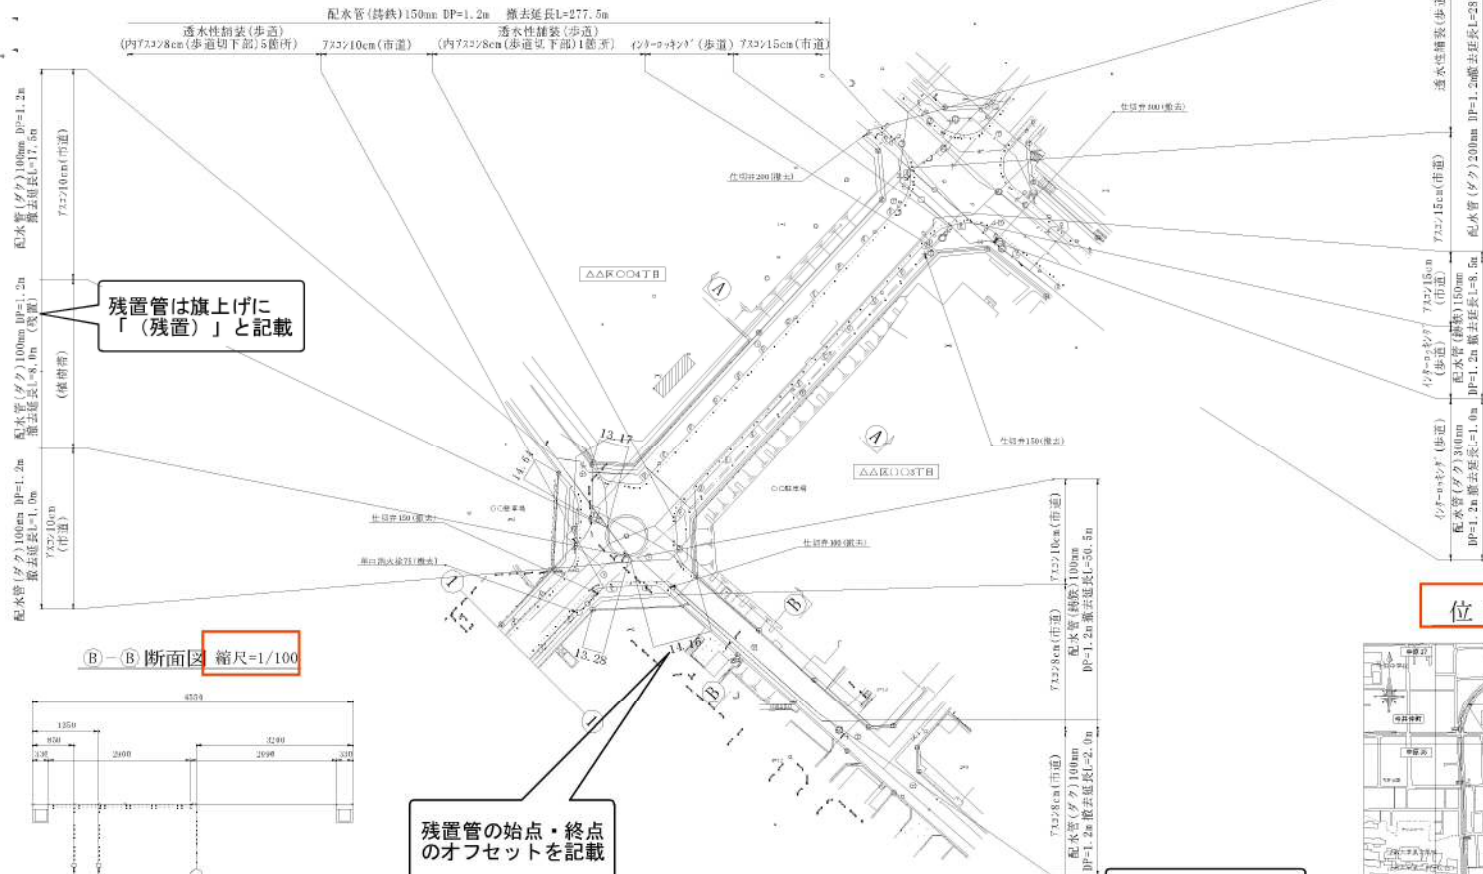 配水管(鋳鉄)150mm DP=1.2m 撤去延長L=277.5m
透水性舗装(歩道)
(内アスコン8cm(歩道切下部)5箇所)
アスコン10cm(市道)
透水性舗装(歩道)
(内アスコン8cm(歩道切下部)1箇所)
インターロッキング(歩道)
アスコン15cm(市道)
配水管(ダク)100mm DP=1.2m
撤去延長L=17.5m
アスコン10cm(市道)
配水管(ダク)100mm DP=1.2m
撤去延長L=8.0m (残置)
(植樹帯)
配水管(ダク)100mm DP=1.2m
撤去延長L=1.0m
アスコン10cm
(市道)
残置管は旗上げに
「(残置)」と記載
仕切弁200(撤去)
仕切弁300(撤去)
△△区○○4丁目
A
A
仕切弁150(撤去)
13.17
14.61
仕切弁150(撤去)
単口消火栓75(撤去)
仕切弁100(撤去)
○○駐車場
○○駐車場
1
1
B
B
13.28
14.16
残置管の始点・終点
のオフセットを記載
Ⓑ-Ⓑ断面図 縮尺=1/100
6550
1350
850
3200
330
2900
2990
330
透水性舗装(歩道)
アスコン15cm(市道)
配水管(ダク)200mm DP=1.2m撤去延長L=28
アスコン15cm
(市道)
インターロッキング
(歩道)
配水管(鋳鉄)150mm
DP=1.2m 撤去延長L=8.5m
インターロッキング(歩道)
配水管(ダク)300mm
DP=1.2m 撤去延長L=1.0m
アスコン10cm(市道)
アスコン8cm(市道)
配水管(鋳鉄)100mm
DP=1.2m撤去延長L=50.5m
アスコン8cm(市道)
配水管(ダク)100mm
DP=1.2m 撤去延長L=2.0m
位